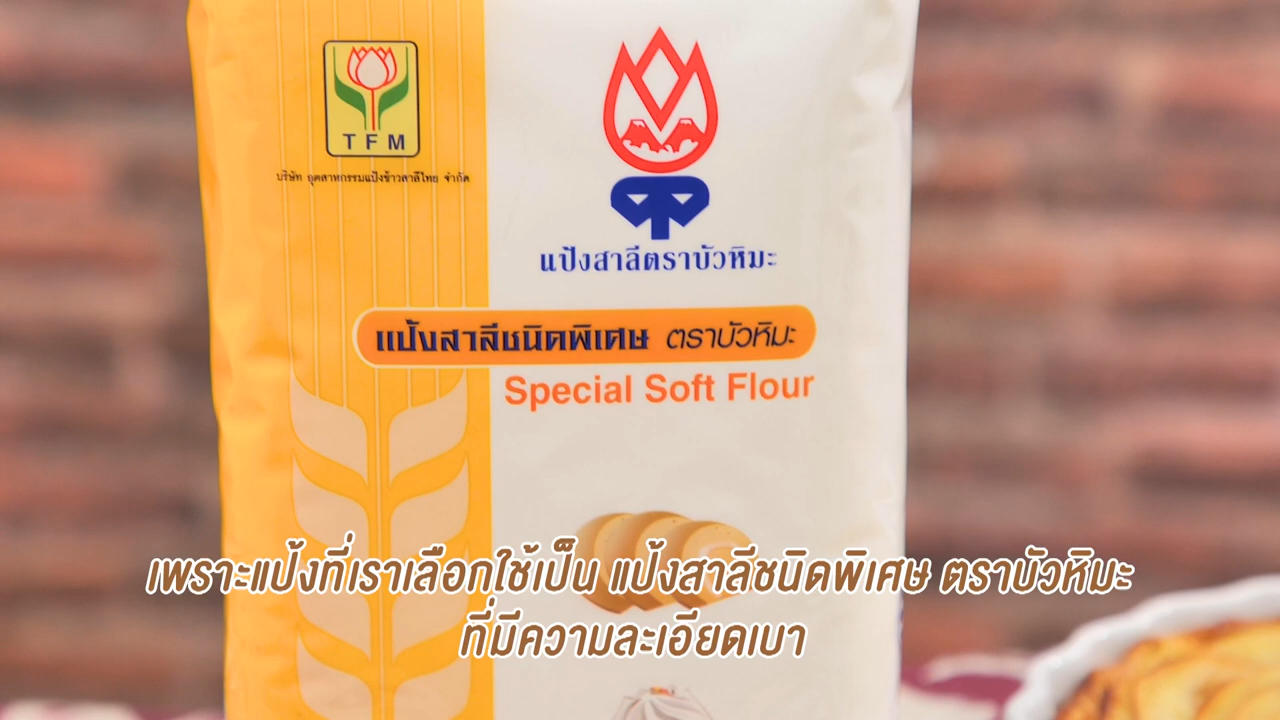 TFM
บริษัท อุตสาหกรรมแป้งข้าวสาลีไทย จำกัด
แป้งสาลีตราบัวหิมะ
แป้งสาลีชนิดพิเศษ ตราบัวหิมะ
Special Soft Flour
เพราะแป้งที่เราเลือกใช้เป็น แป้งสาลีชนิดพิเศษ ตราบัวหิมะ
ที่มีความละเอียดเบา